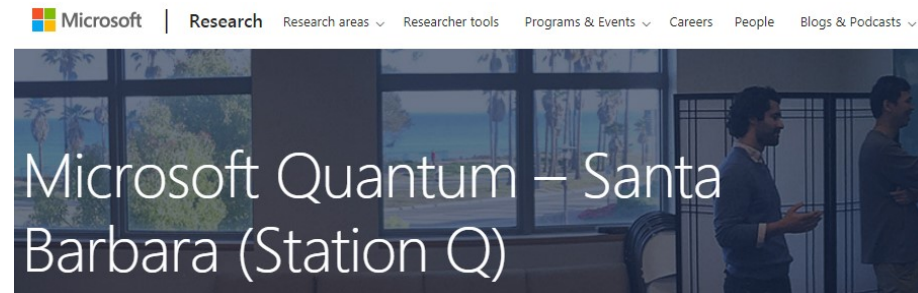 Microsoft | Research Research areas Researcher tools Programs & Events Careers People Blogs & Podcasts
Microsoft Quantum – Santa
Barbara (Station Q)